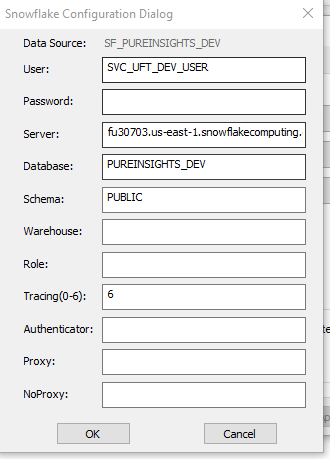 Snowflake Configuration Dialog
Data Source: SF_PUREINSIGHTS_DEV
User: SVC_UFT_DEV_USER
Password:
Server: fu30703.us-east-1.snowflakecomputing.
Database: PUREINSIGHTS_DEV
Schema: PUBLIC
Warehouse:
Role:
Tracing(0-6): 6
Authenticator:
Proxy:
NoProxy:
OK Cancel